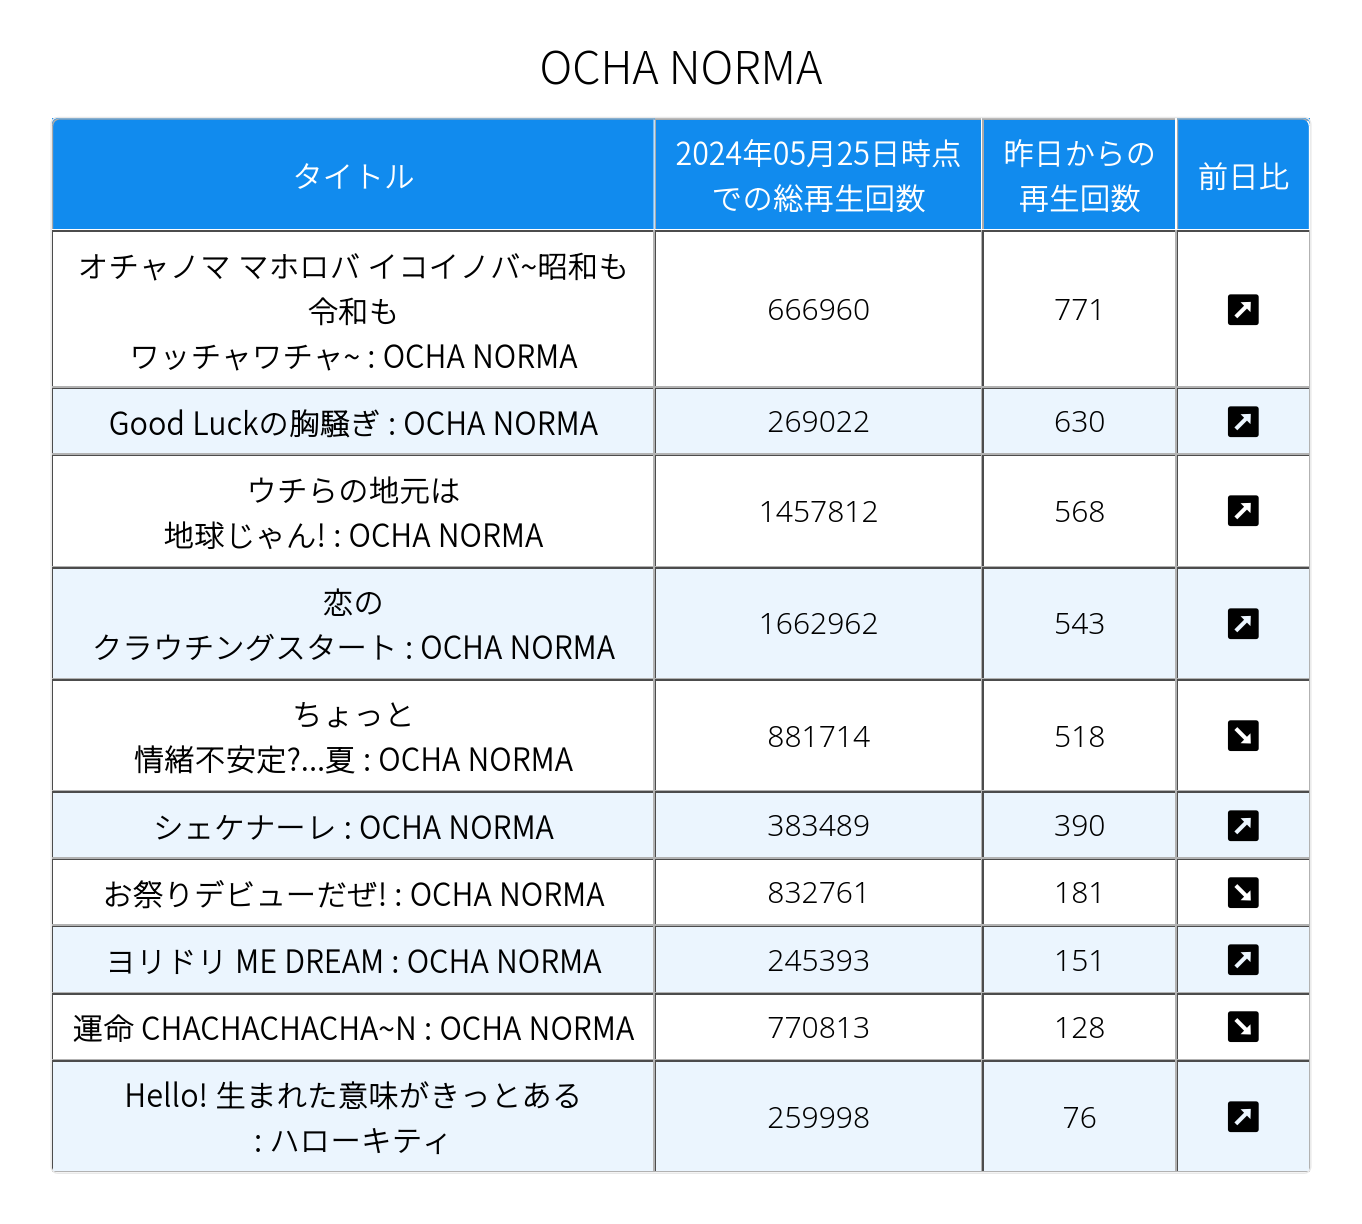 OCHA NORMA
タイトル
2024年05月25日時点
での総再生回数
昨日からの
再生回数
前日比
オチャノマ マホロバ イコイノバ~昭和も
令和も
ワッチャワチャ~ : OCHA NORMA
666960
771
Good Luckの胸騒ぎ : OCHA NORMA
269022
630
ウチらの地元は
地球じゃん! : OCHA NORMA
1457812
568
恋の
クラウチングスタート : OCHA NORMA
1662962
543
ちょっと
情緒不安定?...夏 : OCHA NORMA
881714
518
シェケナーレ : OCHA NORMA
383489
390
お祭りデビューだぜ! : OCHA NORMA
832761
181
ヨリドリ ME DREAM : OCHA NORMA
245393
151
運命 CHACHACHACHA~N : OCHA NORMA
770813
128
Hello! 生まれた意味がきっとある
: ハローキティ
259998
76